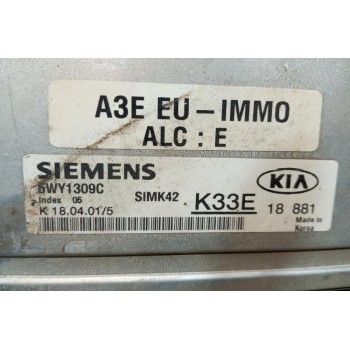 A3E EU-IMMO
ALC : E
SIEMENS
5WY1309C
Index 05
SIMK42
K33E
KIA
18 881
K 18.04.01/5
Made in
Korea